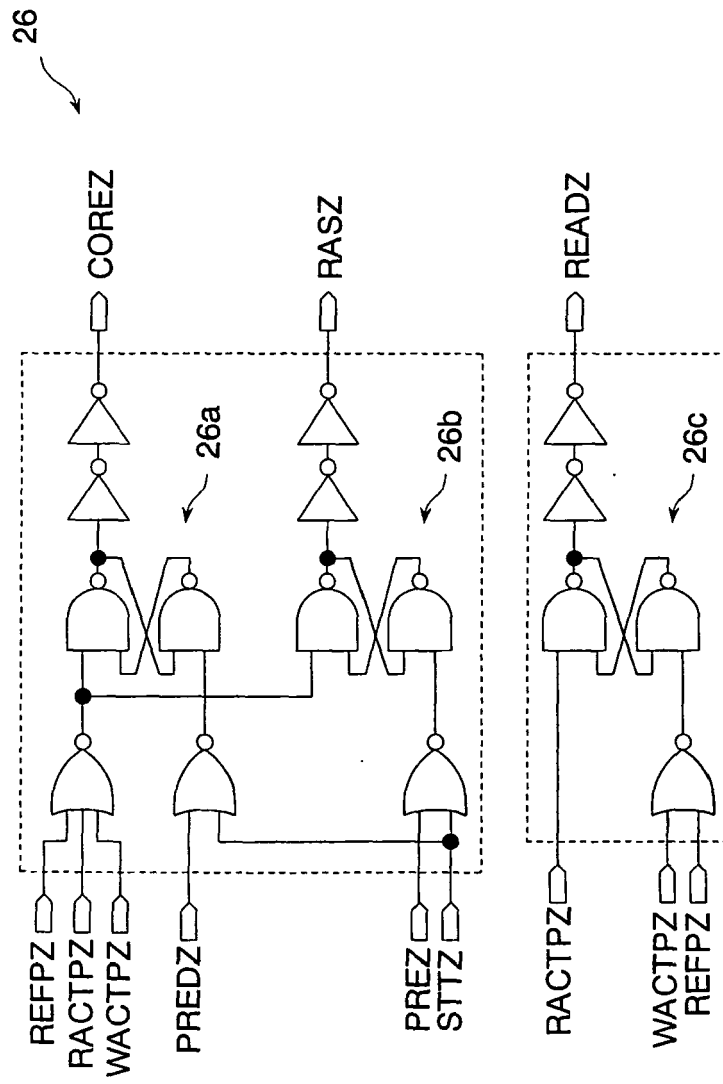 26
REFPZ
RACTPZ
WACTPZ
COREZ
26a
PREDZ
RASZ
26b
PREZ
STTZ
RACTPZ
READZ
26c
WACTPZ
REFPZ